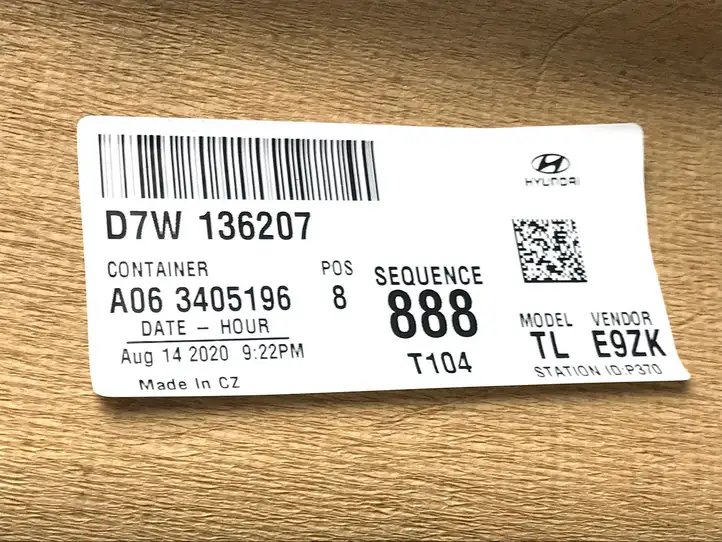 HYUNDAI
D7W 136207
CONTAINER
A06 3405196
POS
8
SEQUENCE
888
T104
DATE - HOUR
Aug 14 2020 9:22PM
Made In CZ
MODEL VENDOR
TL E9ZK
STATION ID:P370